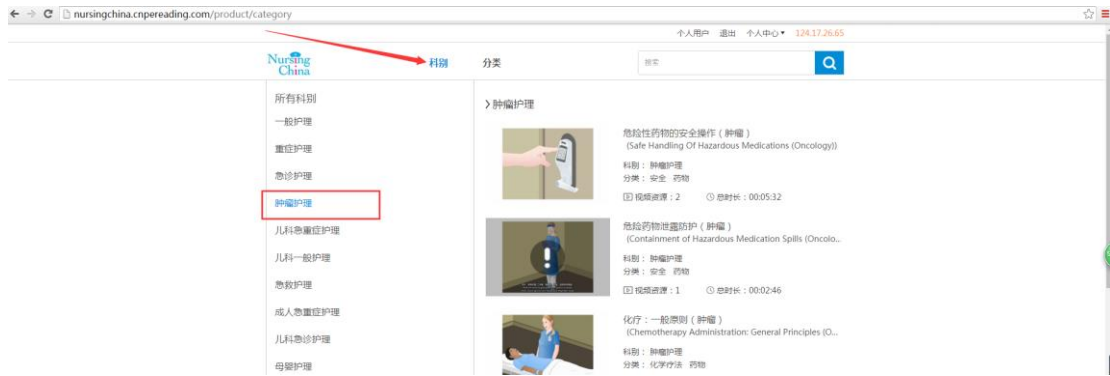 nursingchina.cnpereading.com/product/category
个人用户 退出 个人中心▾ 124.17.26.65
Nursing
China
科别 分类 搜索
所有科别
一般护理
重症护理
急诊护理
肿瘤护理
儿科急重症护理
儿科一般护理
急救护理
成人急重症护理
儿科急诊护理
母婴护理
肿瘤护理
危险性药物的安全操作（肿瘤）
(Safe Handling Of Hazardous Medications (Oncology))
科别： 肿瘤护理
分类： 安全 药物
视频资源：2 总时长：00:05:32
危险药物泄露防护（肿瘤）
(Containment of Hazardous Medication Spills (Oncolo...
科别： 肿瘤护理
分类： 安全 药物
视频资源：1 总时长：00:02:46
化疗：一般原则（肿瘤）
(Chemotherapy Administration: General Principles (O...
科别： 肿瘤护理
分类： 化学疗法 药物